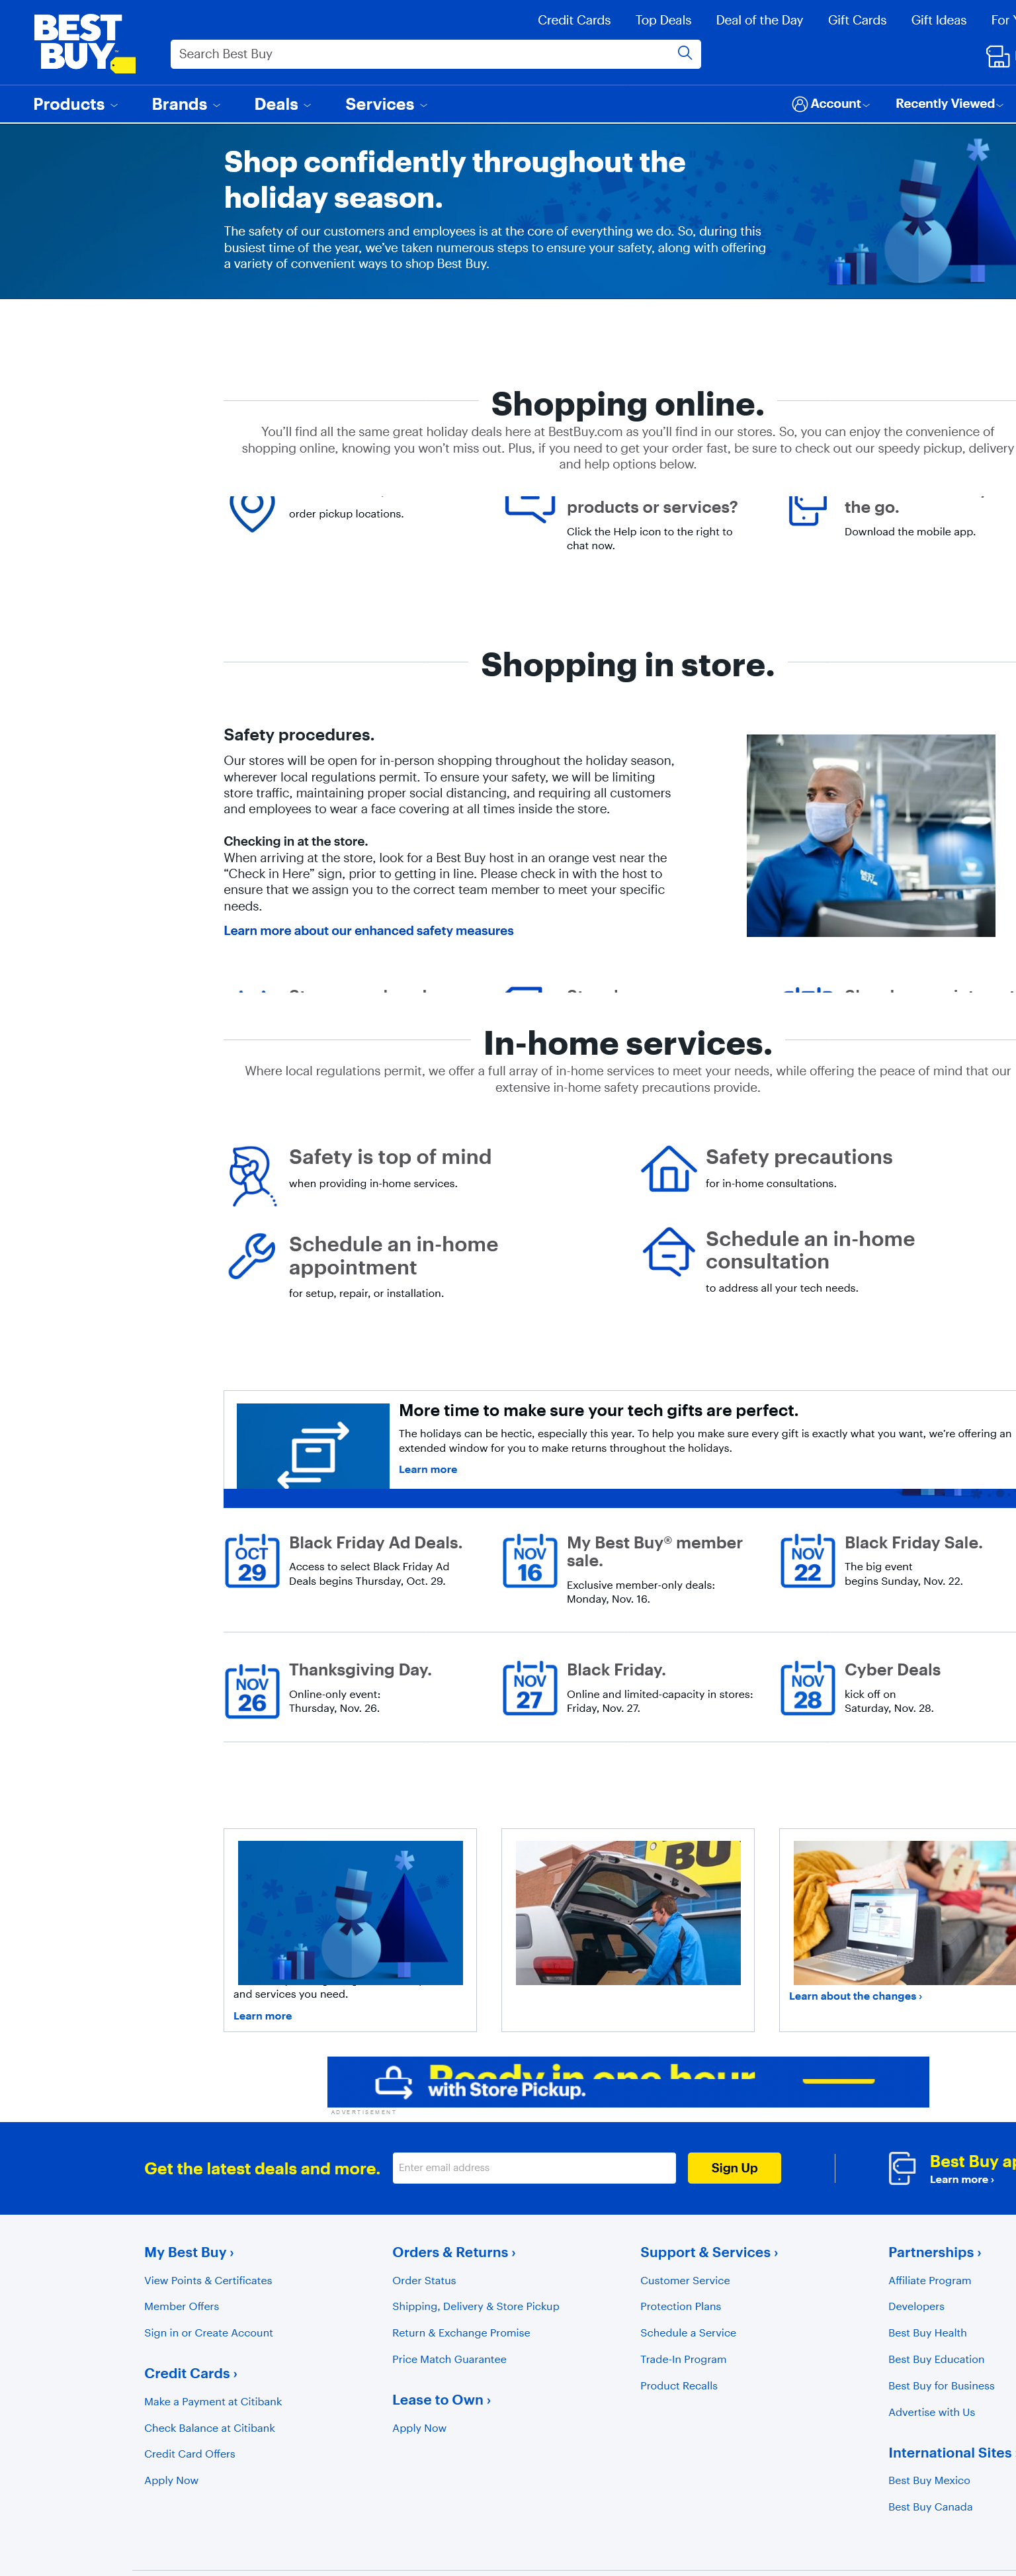 BEST
BUY
Credit Cards
Top Deals
Deal of the Day
Gift Cards
Gift Ideas
For
Search Best Buy
Products
Brands
Deals
Services
Account
Recently Viewed
Shop confidently throughout the
holiday season.
The safety of our customers and employees is at the core of everything we do. So, during this
busiest time of the year, we've taken numerous steps to ensure your safety, along with offering
a variety of convenient ways to shop Best Buy.
Shopping online.
You'll find all the same great holiday deals here at BestBuy.com as you'll find in our stores. So, you can enjoy the convenience of
shopping online, knowing you won't miss out. Plus, if you need to get your order fast, be sure to check out our speedy pickup, delivery
and help options below.
order pickup locations.
products or services?
Click the Help icon to the right to
chat now.
the go.
Download the mobile app.
Shopping in store.
Safety procedures.
Our stores will be open for in-person shopping throughout the holiday season,
wherever local regulations permit. To ensure your safety, we will be limiting
store traffic, maintaining proper social distancing, and requiring all customers
and employees to wear a face covering at all times inside the store.
Checking in at the store.
When arriving at the store, look for a Best Buy host in an orange vest near the
“Check in Here” sign, prior to getting in line. Please check in with the host to
ensure that we assign you to the correct team member to meet your specific
needs.
Learn more about our enhanced safety measures
In-home services.
Where local regulations permit, we offer a full array of in-home services to meet your needs, while offering the peace of mind that our
extensive in-home safety precautions provide.
Safety is top of mind
when providing in-home services.
Safety precautions
for in-home consultations.
Schedule an in-home
appointment
for setup, repair, or installation.
Schedule an in-home
consultation
to address all your tech needs.
More time to make sure your tech gifts are perfect.
The holidays can be hectic, especially this year. To help you make sure every gift is exactly what you want, we're offering an
extended window for you to make returns throughout the holidays.
Learn more
OCT
29
Black Friday Ad Deals.
Access to select Black Friday Ad
Deals begins Thursday, Oct. 29.
NOV
16
My Best Buy® member
sale.
Exclusive member-only deals:
Monday, Nov. 16.
NOV
22
Black Friday Sale.
The big event
begins Sunday, Nov. 22.
NOV
26
Thanksgiving Day.
Online-only event:
Thursday, Nov. 26.
NOV
27
Black Friday.
Online and limited-capacity in stores:
Friday, Nov. 27.
NOV
28
Cyber Deals
kick off on
Saturday, Nov. 28.
and services you need.
Learn more
BU
Learn about the changes ›
Ready in one hour
with Store Pickup.
ADVERTISEMENT
Get the latest deals and more.
Enter email address
Sign Up
Best Buy
Learn more ›
My Best Buy ›
View Points & Certificates
Member Offers
Sign in or Create Account
Credit Cards ›
Make a Payment at Citibank
Check Balance at Citibank
Credit Card Offers
Apply Now
Orders & Returns ›
Order Status
Shipping, Delivery & Store Pickup
Return & Exchange Promise
Price Match Guarantee
Lease to Own ›
Apply Now
Support & Services ›
Customer Service
Protection Plans
Schedule a Service
Trade-In Program
Product Recalls
Partnerships ›
Affiliate Program
Developers
Best Buy Health
Best Buy Education
Best Buy for Business
Advertise with Us
International Sites
Best Buy Mexico
Best Buy Canada